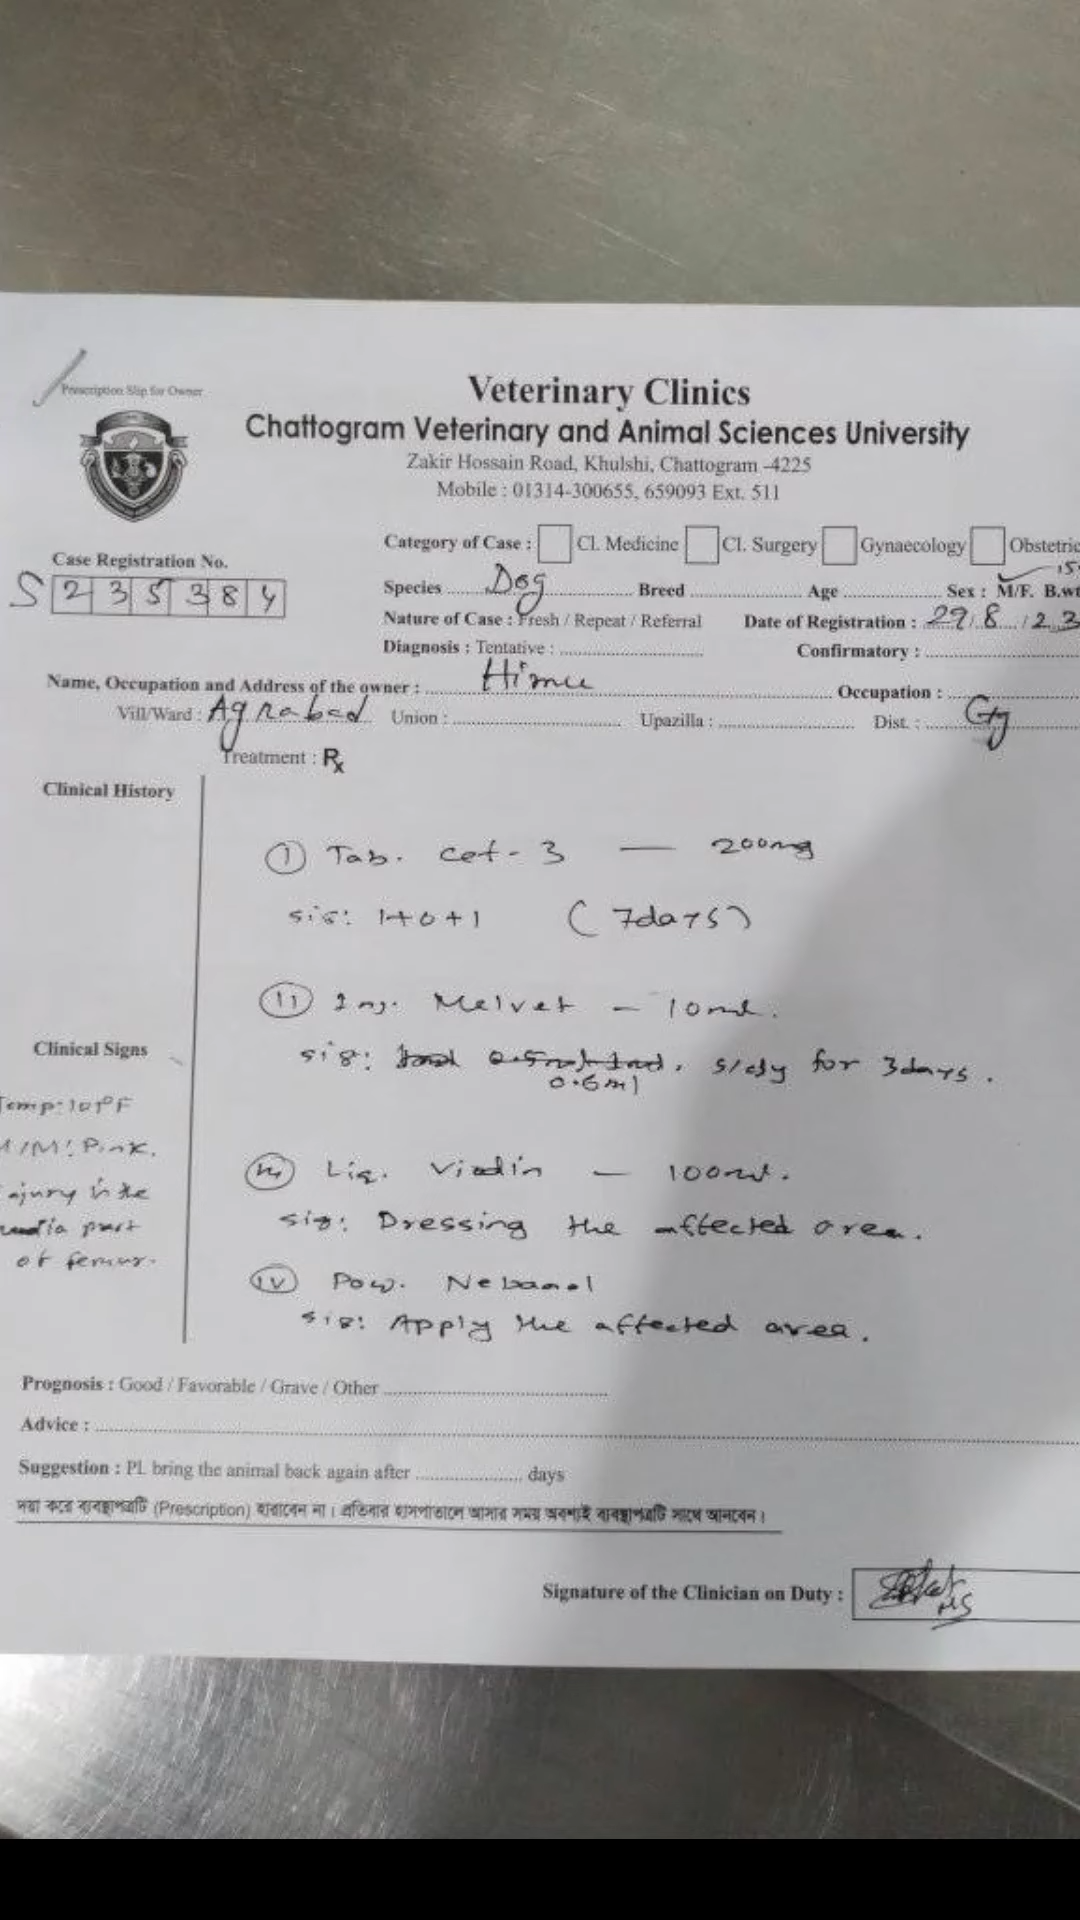 Prescription Slip for Owner
Veterinary Clinics
Chattogram Veterinary and Animal Sciences University
Zakir Hossain Road, Khulshi, Chattogram -4225
Mobile : 01314-300655, 659093 Ext. 511
Category of Case : Cl. Medicine Cl. Surgery Gynaecology Obstetric
Case Registration No.
S 2 3 5 3 8 4
Species Dog Breed Age Sex : M/F. B.wt 15
Nature of Case : Fresh / Repeat / Referral Date of Registration : 29/8/23
Diagnosis : Tentative : Confirmatory :
Name, Occupation and Address of the owner : Himu Occupation :
Vill/Ward : Agrabad Union : Upazilla : Dist. : Ctg
Treatment : Rx
Clinical History
(i) Tab. Cef-3 — 200mg
sig: 1+0+1 (7days)
(ii) Inj. Melvet - 10ml.
Clinical Signs
sig: 0.5ml 1ml. s/c dly for 3days.
0.6ml
Temp: 101°F
M/M: Pink.
(iii) Liq. Viodin — 100ml.
injury in the
sig: Dressing the affected area.
part
of femur.
(iv) Pow. Nebanol
sig: Apply the affected area.
Prognosis : Good / Favorable / Grave / Other
Advice :
Suggestion : Pl. bring the animal back again after days
দয়া করে ব্যবস্থাপত্রটি (Prescription) হারাবেন না। প্রতিবার হাসপাতালে আসার সময় অবশ্যই ব্যবস্থাপত্রটি সাথে আনবেন।
Signature of the Clinician on Duty :